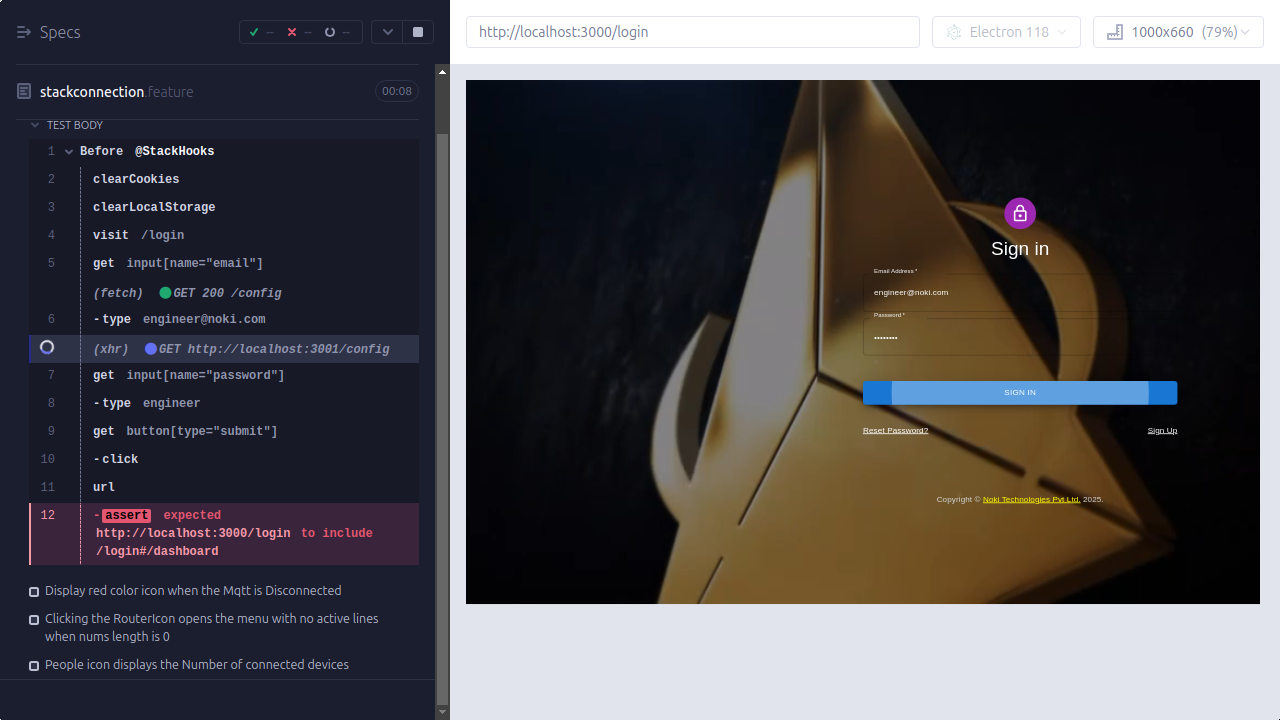 Specs
-- -- --
http://localhost:3000/login
Electron 118
1000x660 (79%)
stackconnection.feature
00:08
TEST BODY
1 Before @StackHooks
2 clearCookies
3 clearLocalStorage
4 visit /login
5 get input[name="email"]
(fetch) GET 200 /config
6 -type engineer@noki.com
(xhr) GET http://localhost:3001/config
7 get input[name="password"]
8 -type engineer
9 get button[type="submit"]
10 -click
11 url
12 -assert expected
http://localhost:3000/login to include
/login#/dashboard
Display red color icon when the Mqtt is Disconnected
Clicking the RouterIcon opens the menu with no active lines
when nums length is 0
People icon displays the Number of connected devices
Sign in
Email Address *
engineer@noki.com
Password *
••••••••
SIGN IN
Reset Password? Sign Up
Copyright © Noki Technologies Pvt Ltd. 2025.